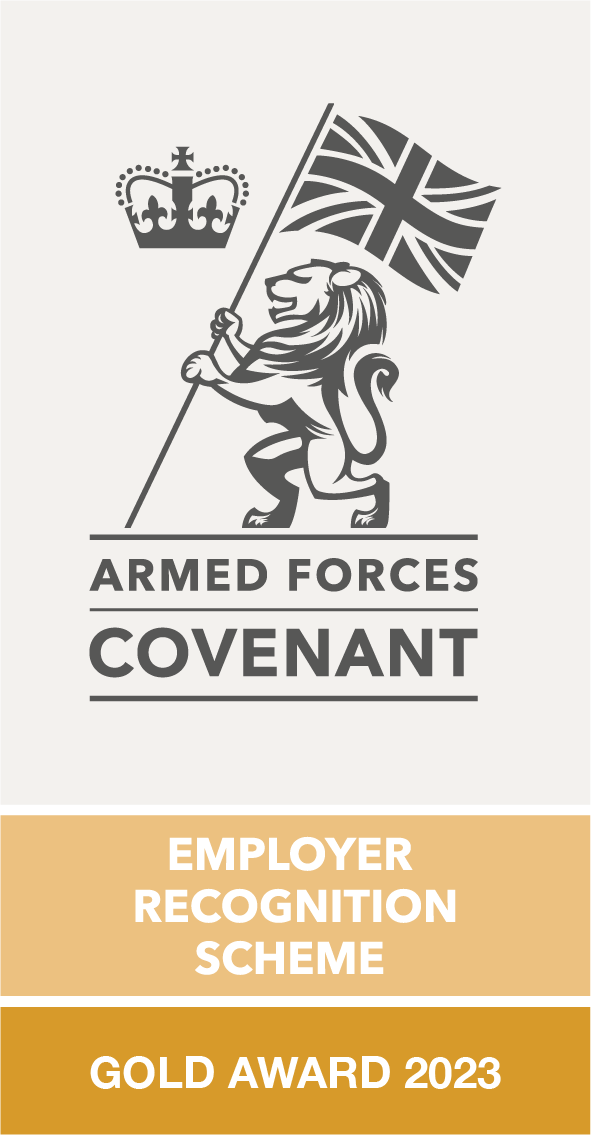 ARMED FORCES
COVENANT
EMPLOYER
RECOGNITION
SCHEME
GOLD AWARD 2023